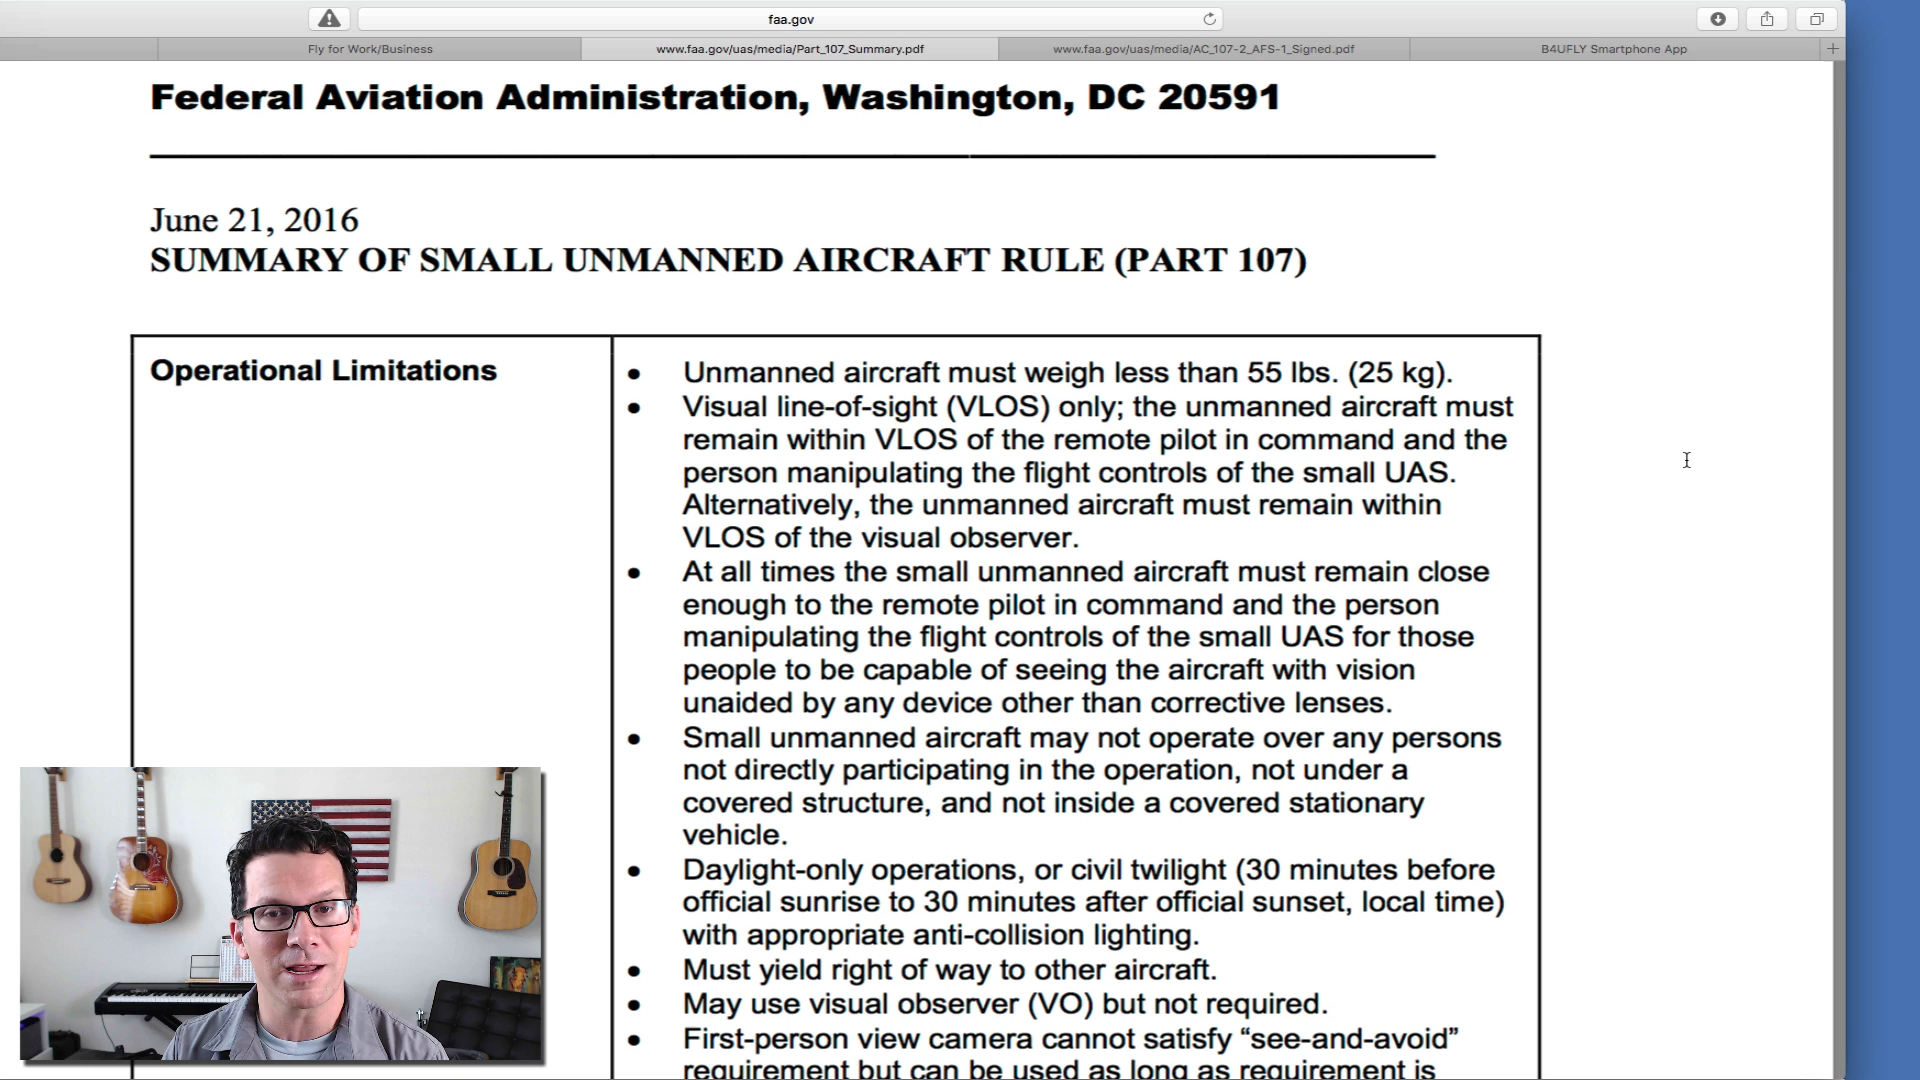 faa.gov
Fly for Work/Business
www.faa.gov/uas/media/Part_107_Summary.pdf
www.faa.gov/uas/media/AC_107-2_AFS-1_Signed.pdf
B4UFLY Smartphone App
Federal Aviation Administration, Washington, DC 20591
June 21, 2016
SUMMARY OF SMALL UNMANNED AIRCRAFT RULE (PART 107)
Operational Limitations
• Unmanned aircraft must weigh less than 55 lbs. (25 kg).
• Visual line-of-sight (VLOS) only; the unmanned aircraft must
remain within VLOS of the remote pilot in command and the
person manipulating the flight controls of the small UAS.
Alternatively, the unmanned aircraft must remain within
VLOS of the visual observer.
• At all times the small unmanned aircraft must remain close
enough to the remote pilot in command and the person
manipulating the flight controls of the small UAS for those
people to be capable of seeing the aircraft with vision
unaided by any device other than corrective lenses.
• Small unmanned aircraft may not operate over any persons
not directly participating in the operation, not under a
covered structure, and not inside a covered stationary
vehicle.
• Daylight-only operations, or civil twilight (30 minutes before
official sunrise to 30 minutes after official sunset, local time)
with appropriate anti-collision lighting.
• Must yield right of way to other aircraft.
• May use visual observer (VO) but not required.
• First-person view camera cannot satisfy “see-and-avoid”
requirement but can be used as long as requirement is